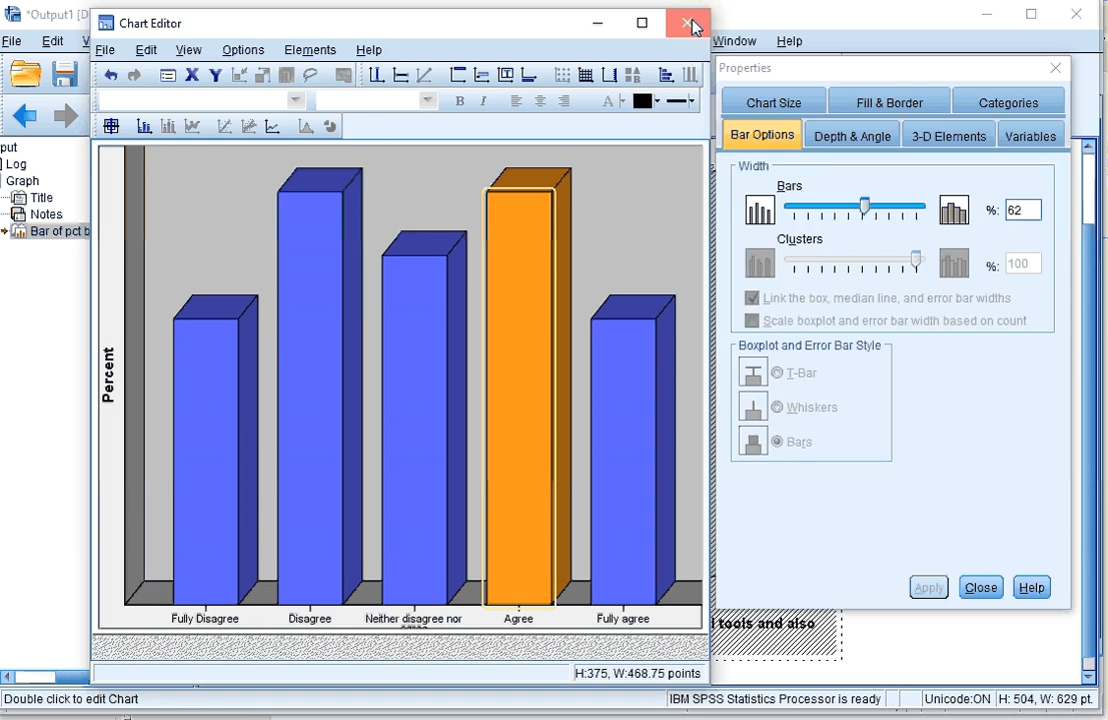 *Output1 [D
File Edit V
Window Help
Chart Editor
File Edit View Options Elements Help
X Y
B I A
put
Log
Graph
Title
Notes
Bar of pct b
Percent
Fully Disagree Disagree Neither disagree nor Agree Fully agree
H:375, W:468.75 points
Properties
Chart Size Fill & Border Categories
Bar Options Depth & Angle 3-D Elements Variables
Width
Bars
%: 62
Clusters
%: 100
Link the box, median line, and error bar widths
Scale boxplot and error bar width based on count
Boxplot and Error Bar Style
T-Bar
Whiskers
Bars
Apply Close Help
l tools and also
Double click to edit Chart IBM SPSS Statistics Processor is ready Unicode:ON H: 504, W: 629 pt.